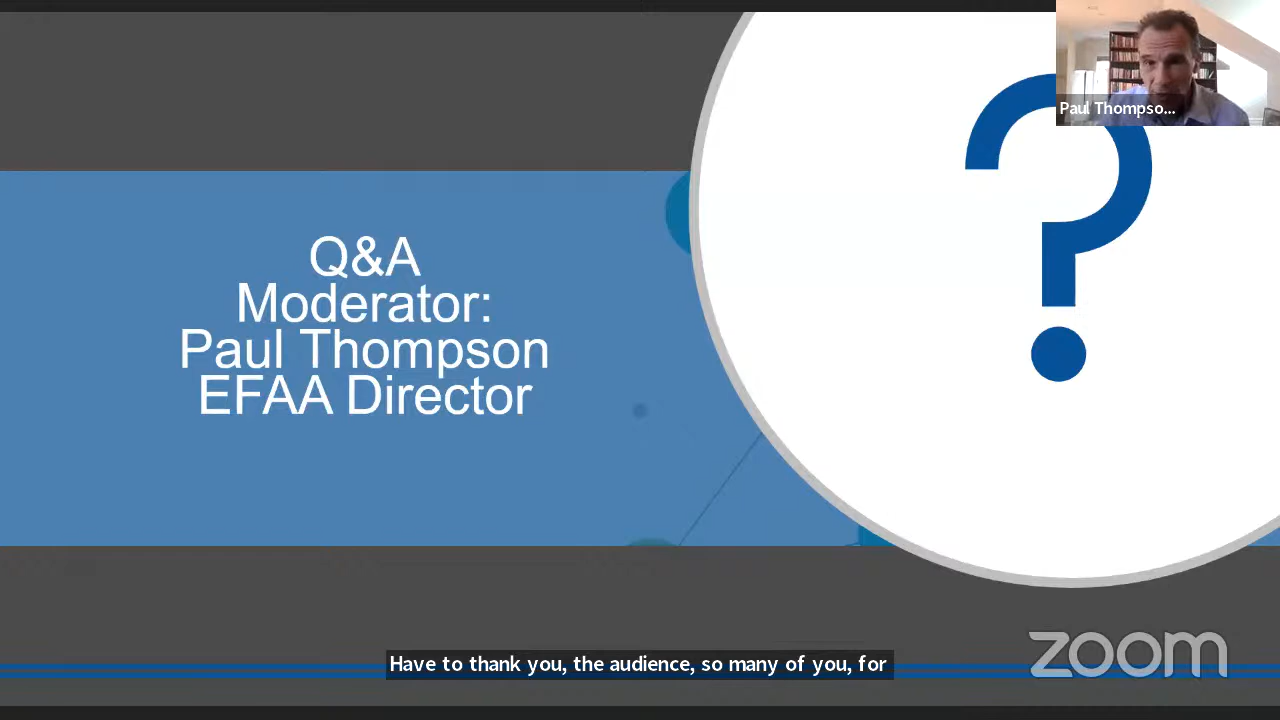 Paul Thompso...
?
Q&A
Moderator:
Paul Thompson
EFAA Director
Have to thank you, the audience, so many of you, for
zoom